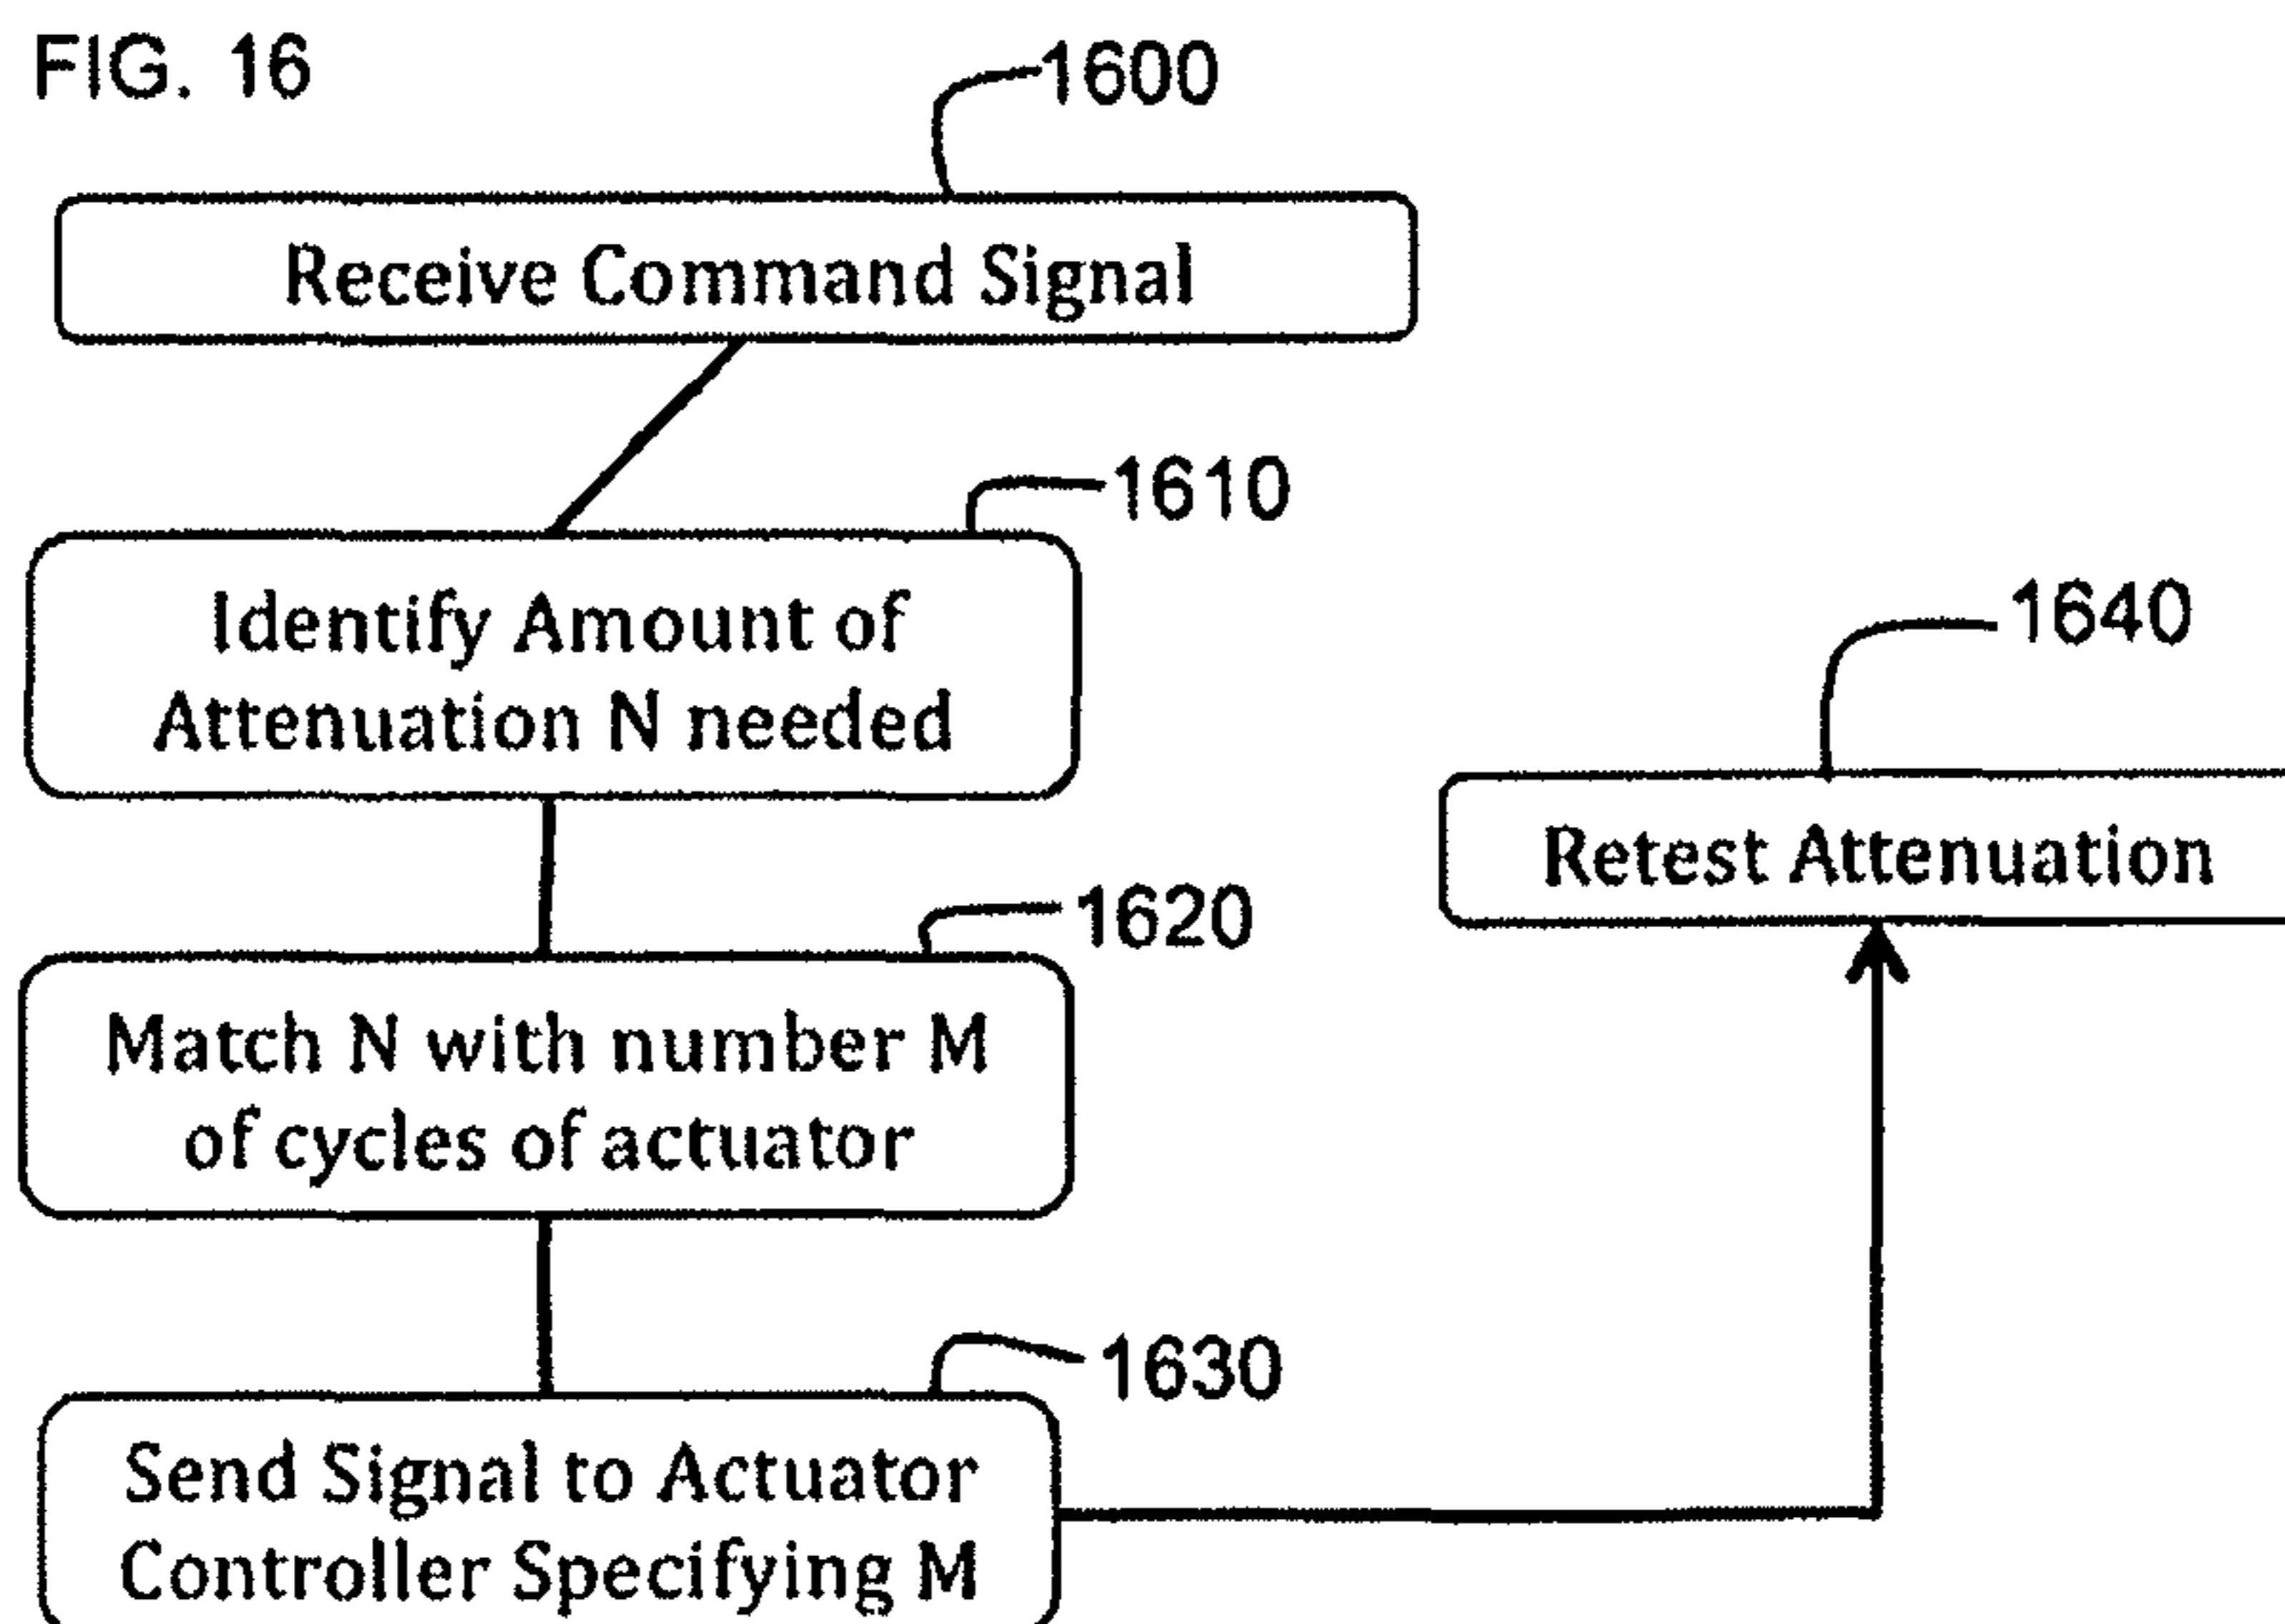 FIG. 16
1600
Receive Command Signal
1610
Identify Amount of
Attenuation N needed
1640
Retest Attenuation
1620
Match N with number M
of cycles of actuator
1630
Send Signal to Actuator
Controller Specifying M